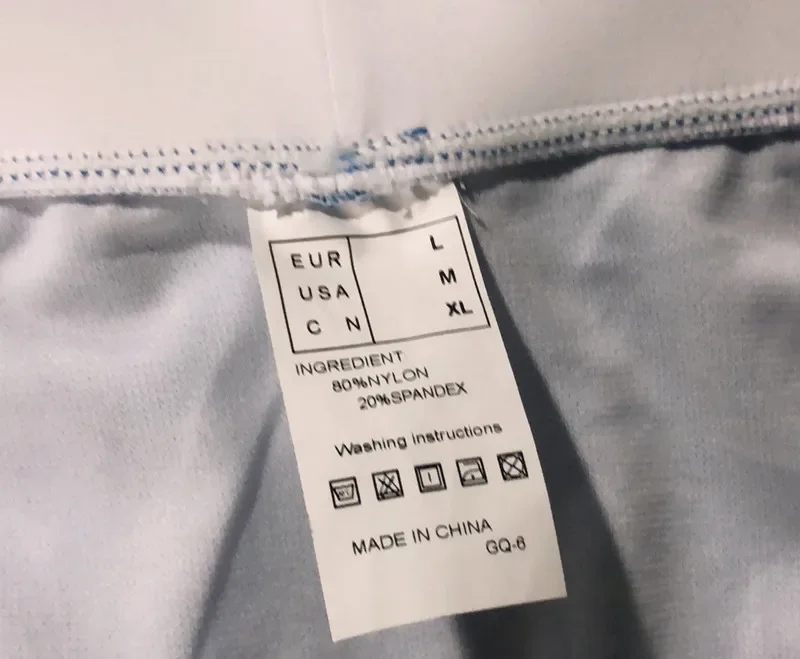 EUR L
USA M
C N XL
INGREDIENT
80%NYLON
20%SPANDEX
Washing instructions
MADE IN CHINA
GQ-6